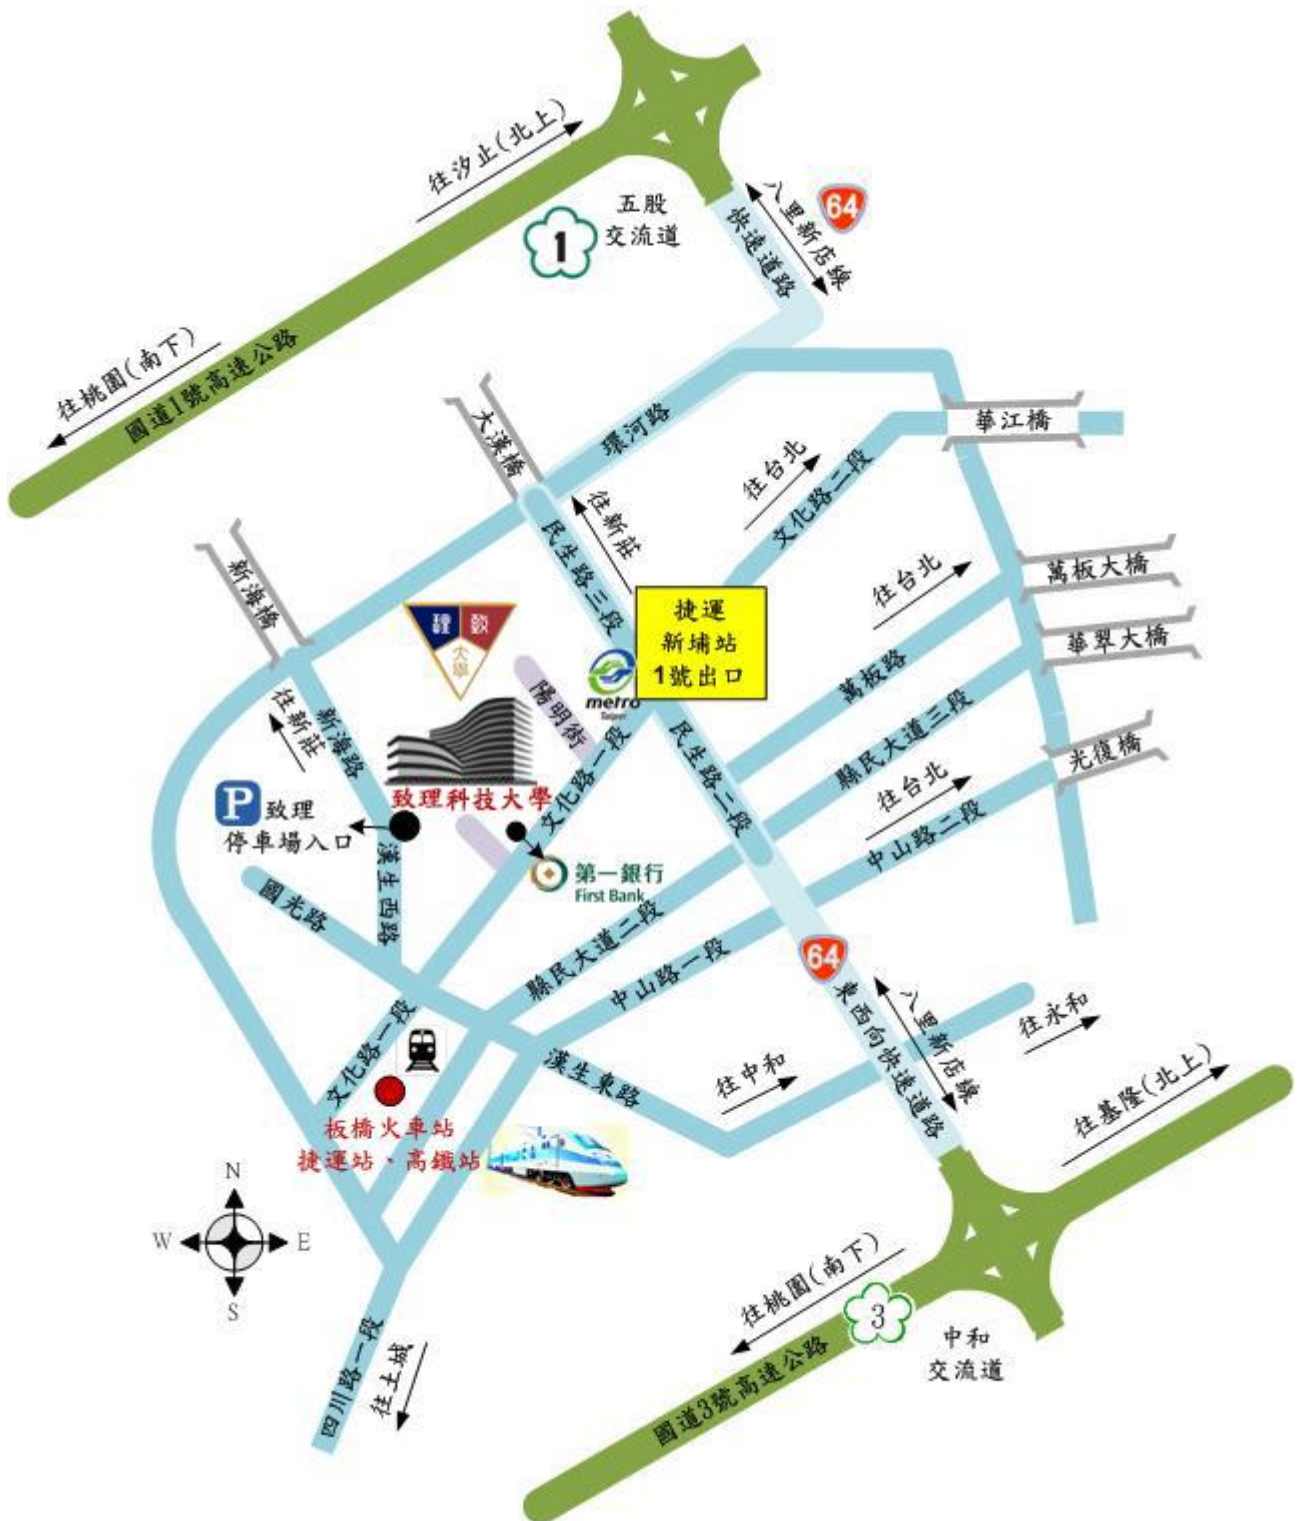 往汐止(北上)
64
八里新店線
快速道路
五股
交流道
1
往桃園(南下)
國道1號高速公路
大漢橋
環河路
華江橋
往台北
文化路二段
往新莊
民生路三段
新海橋
往台北
萬板大橋
捷運
新埔站
1號出口
華翠大橋
致理
大學
metro
Taipei
陽明街
萬板路
新海路
往新莊
文化路一段
民生路二段
縣民大道三段
光復橋
往台北
P
致理
停車場入口
致理科技大學
漢生西路
第一銀行
First Bank
中山路二段
國光路
縣民大道二段
中山路一段
64
東西向快速道路
八里新店線
往永和
文化路一段
漢生東路
往中和
往基隆(北上)
板橋火車站
捷運站、高鐵站
N
W
E
S
往桃園(南下)
3
中和
交流道
四川路一段
往土城
國道3號高速公路